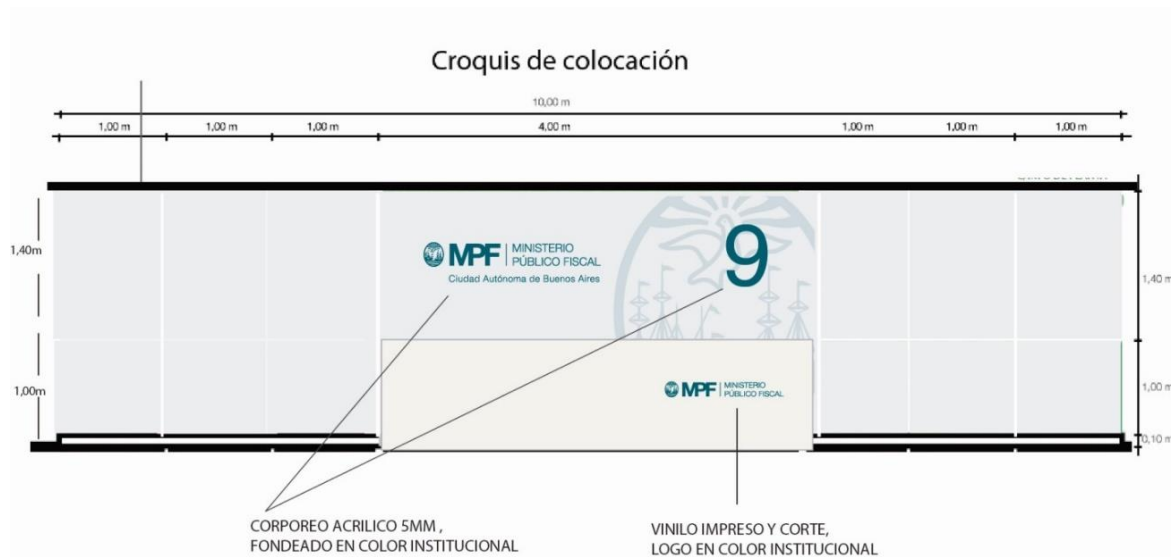 Croquis de colocación
10,00 m
1,00 m 1,00 m 1,00 m 4,00 m 1,00 m 1,00 m 1,00 m
1,40m
MPF MINISTERIO
PÚBLICO FISCAL
Ciudad Autónoma de Buenos Aires
9
1,40 m
1,00m
MPF MINISTERIO
PÚBLICO FISCAL
1,00 m
0,10 m
CORPOREO ACRILICO 5MM ,
FONDEADO EN COLOR INSTITUCIONAL
VINILO IMPRESO Y CORTE,
LOGO EN COLOR INSTITUCIONAL